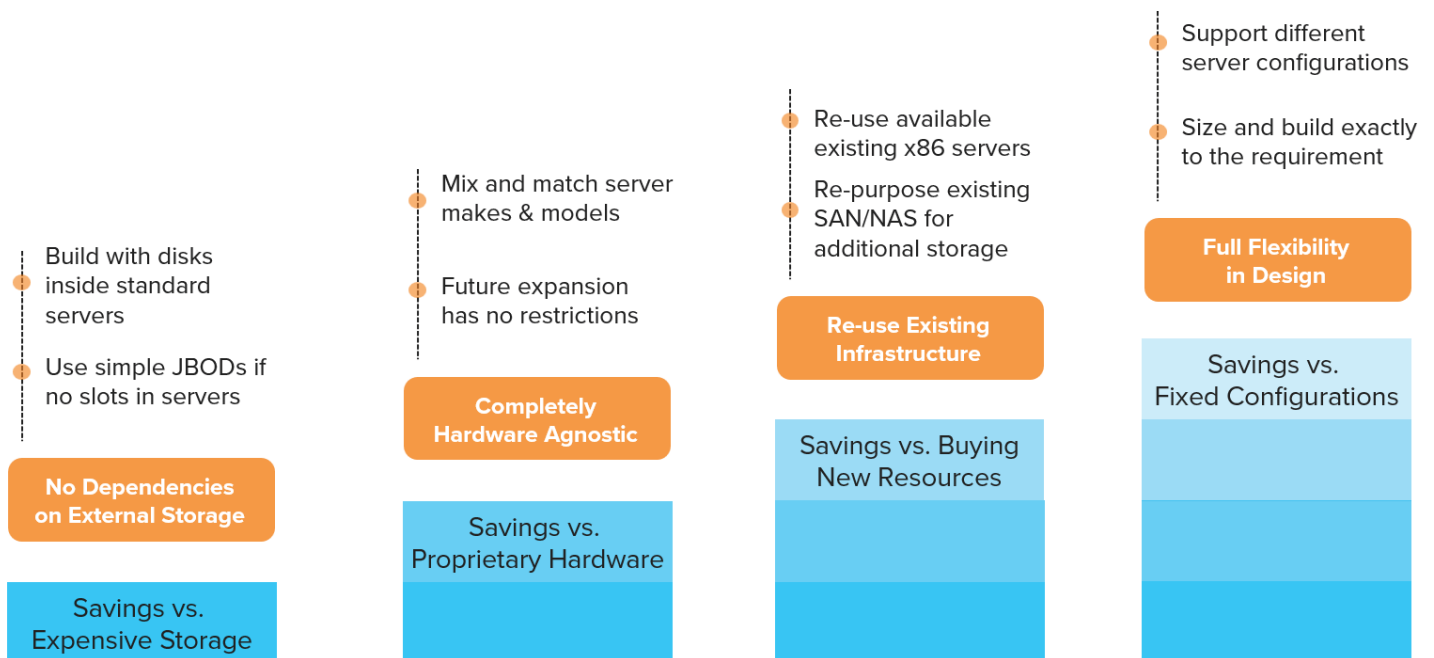 Build with disks
inside standard
servers
Use simple JBODs if
no slots in servers
No Dependencies
on External Storage
Savings vs.
Expensive Storage
Mix and match server
makes & models
Future expansion
has no restrictions
Completely
Hardware Agnostic
Savings vs.
Proprietary Hardware
Re-use available
existing x86 servers
Re-purpose existing
SAN/NAS for
additional storage
Re-use Existing
Infrastructure
Savings vs. Buying
New Resources
Support different
server configurations
Size and build exactly
to the requirement
Full Flexibility
in Design
Savings vs.
Fixed Configurations